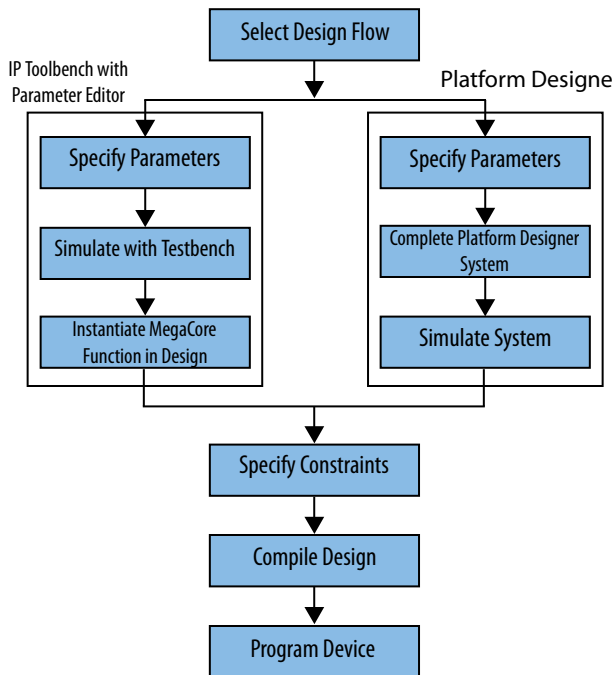 Select Design Flow
IP Toolbench with
Parameter Editor
Specify Parameters
Simulate with Testbench
Instantiate MegaCore
Function in Design
Platform Designe
Specify Parameters
Complete Platform Designer
System
Simulate System
Specify Constraints
Compile Design
Program Device